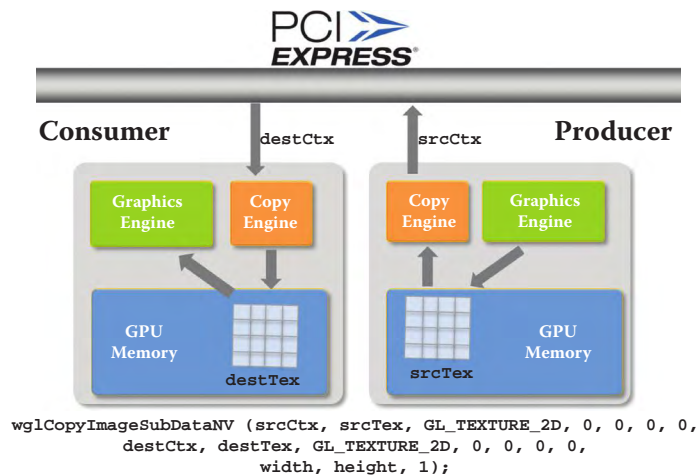 PCI
EXPRESS®
Consumer
destCtx
srcCtx
Producer
Graphics
Engine
Copy
Engine
Copy
Engine
Graphics
Engine
GPU
Memory
destTex
srcTex
GPU
Memory
wglCopyImageSubDataNV (srcCtx, srcTex, GL_TEXTURE_2D, 0, 0, 0, 0,
destCtx, destTex, GL_TEXTURE_2D, 0, 0, 0, 0,
width, height, 1);